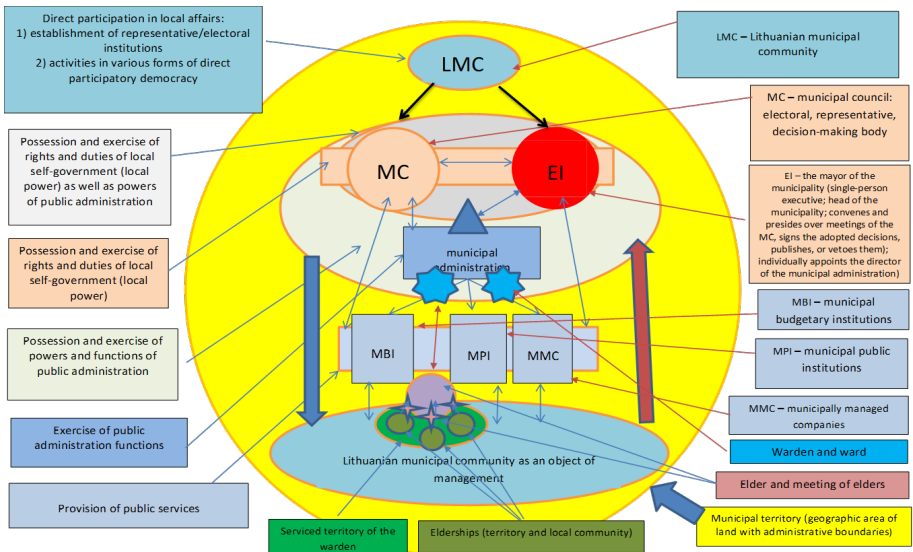 Direct participation in local affairs:
1) establishment of representative/electoral
institutions
2) activities in various forms of direct
participatory democracy
Possession and exercise of
rights and duties of local
self-government (local
power) as well as powers
of public administration
Possession and exercise of
rights and duties of local
self-government (local
power)
Possession and exercise of
powers and functions of
public administration
Exercise of public
administration functions
Provision of public services
LMC
MC
EI
municipal
administration
MBI
MPI
MMC
Lithuanian municipal community as an object of
management
Serviced territory of the
warden
Elderships (territory and local community)
LMC – Lithuanian municipal
community
MC – municipal council:
electoral, representative,
decision-making body
EI – the mayor of the
municipality (single-person
executive; head of the
municipality; convenes and
presides over meetings of the
MC, signs the adopted decisions,
publishes, or vetoes them);
individually appoints the director
of the municipal administration)
MBI – municipal
budgetary institutions
MPI – municipal public
institutions
MMC – municipally managed
companies
Warden and ward
Elder and meeting of elders
Municipal territory (geographic area of
land with administrative boundaries)